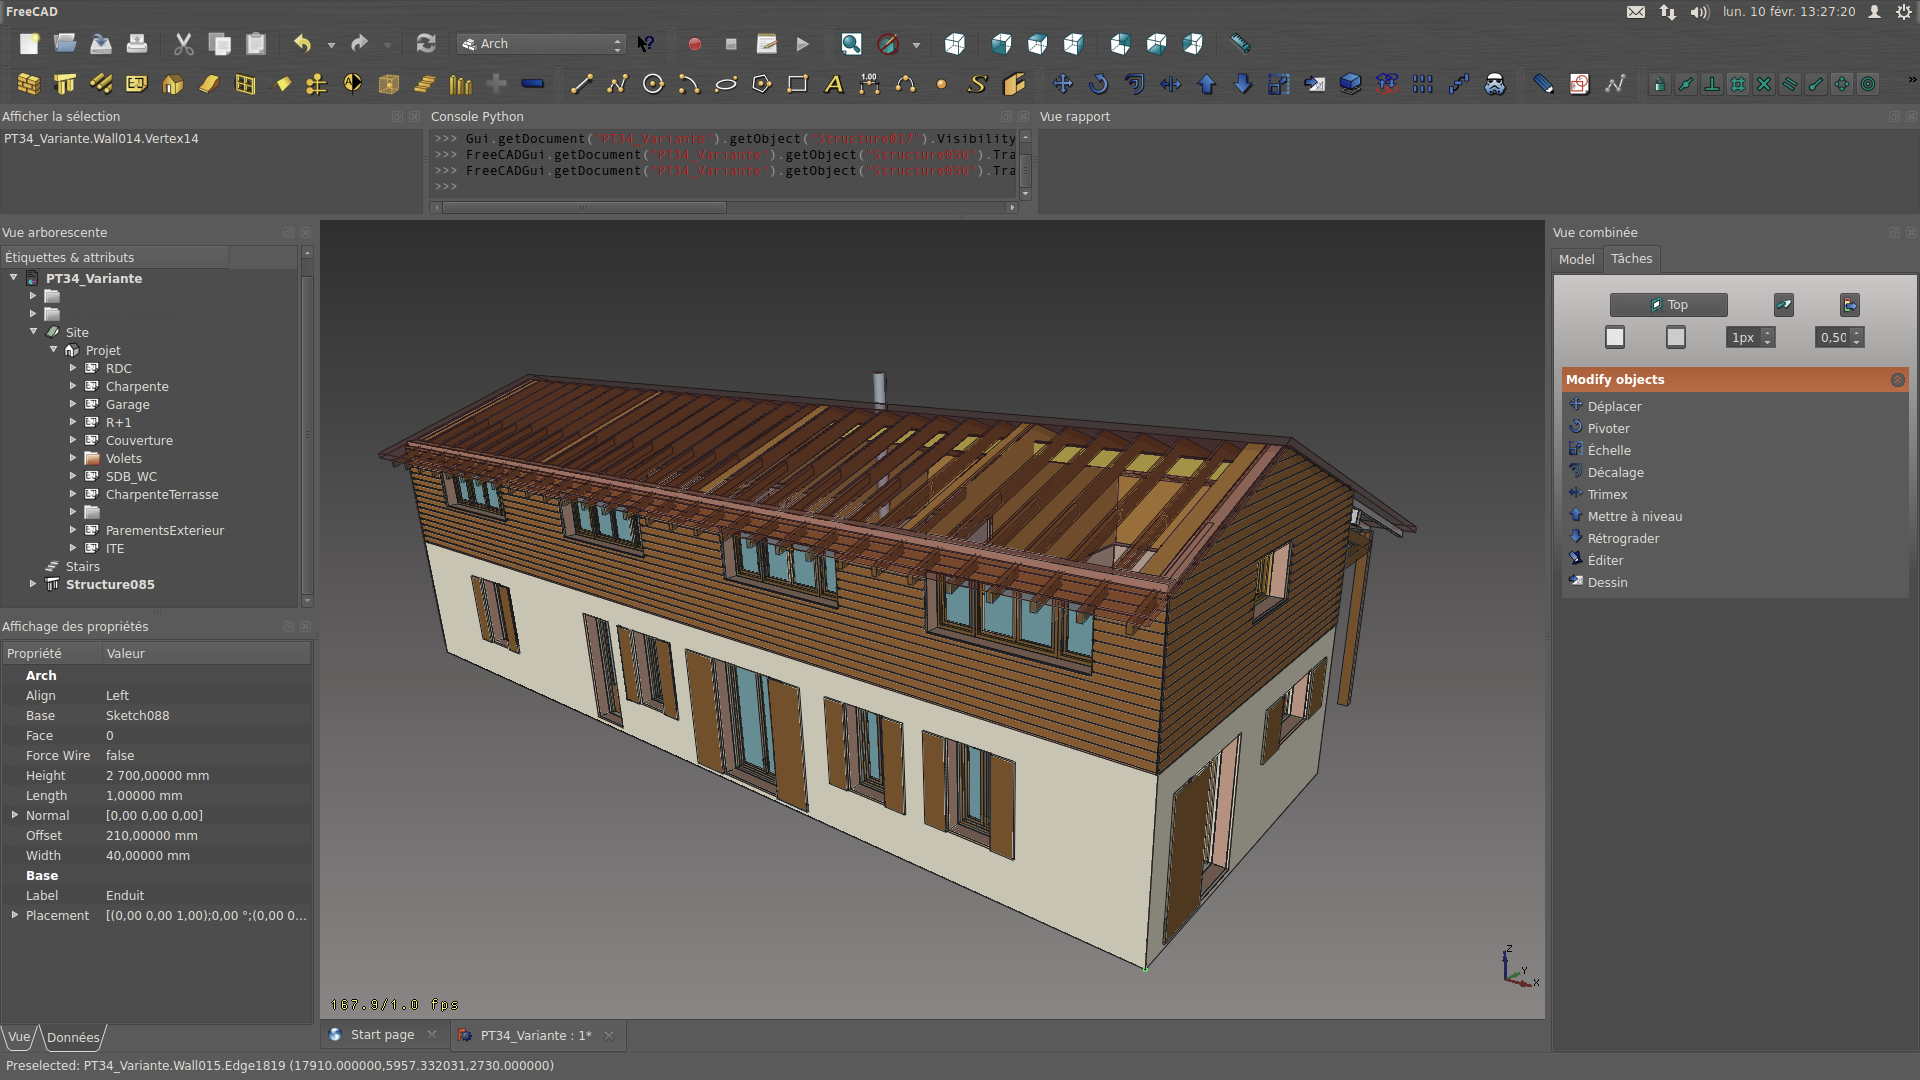 FreeCAD
lun. 10 févr. 13:27:20
Arch
1.00
Afficher la sélection
Console Python
Vue rapport
PT34_Variante.Wall014.Vertex14
>>> Gui.getDocument("PT34_Variante").getObject("Structure017").Visibility
>>> FreeCADGui.getDocument("PT34_Variante").getObject("Structure056").Tra
>>> FreeCADGui.getDocument("PT34_Variante").getObject("Structure056").Tra
>>>
Vue arborescente
Étiquettes & attributs
PT34_Variante
Site
Projet
RDC
Charpente
Garage
R+1
Couverture
Volets
SDB_WC
CharpenteTerrasse
ParementsExterieur
ITE
Stairs
Structure085
Affichage des propriétés
Propriété Valeur
Arch
Align Left
Base Sketch088
Face 0
Force Wire false
Height 2 700,00000 mm
Length 1,00000 mm
Normal [0,00 0,00 0,00]
Offset 210,00000 mm
Width 40,00000 mm
Base
Label Enduit
Placement [(0,00 0,00 1,00);0,00 °;(0,00 0...
Vue Données
167.9/1.0 fps
Z
Y
X
Start page
PT34_Variante : 1*
Vue combinée
Model Tâches
Top
1px
0,50
Modify objects
Déplacer
Pivoter
Échelle
Décalage
Trimex
Mettre à niveau
Rétrograder
Éditer
Dessin
Preselected: PT34_Variante.Wall015.Edge1819 (17910.000000,5957.332031,2730.000000)